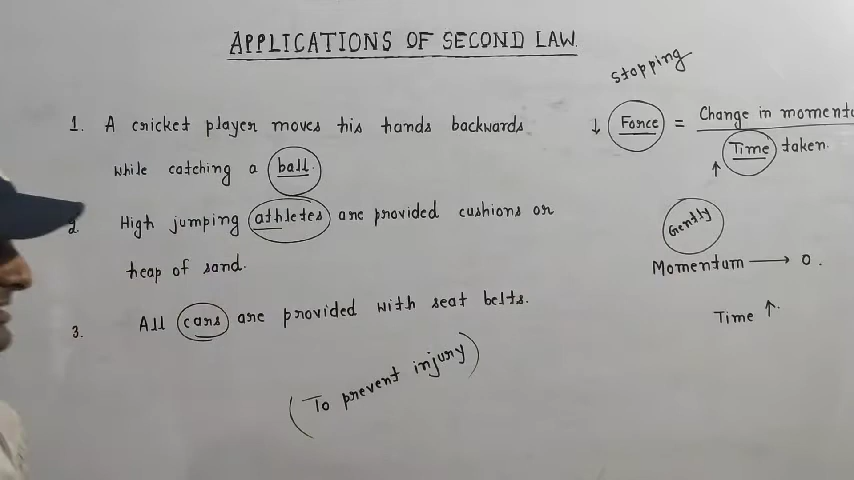 APPLICATIONS OF SECOND LAW.
Stopping
1. A cricket player moves his hands backwards
while catching a ball.
↓ Force = Change in momentu
↑ Time taken.
2. High jumping athletes are provided cushions or
heap of sand.
Gently
Momentum → 0.
3. All cars are provided with seat belts.
Time ↑.
(To prevent injury)